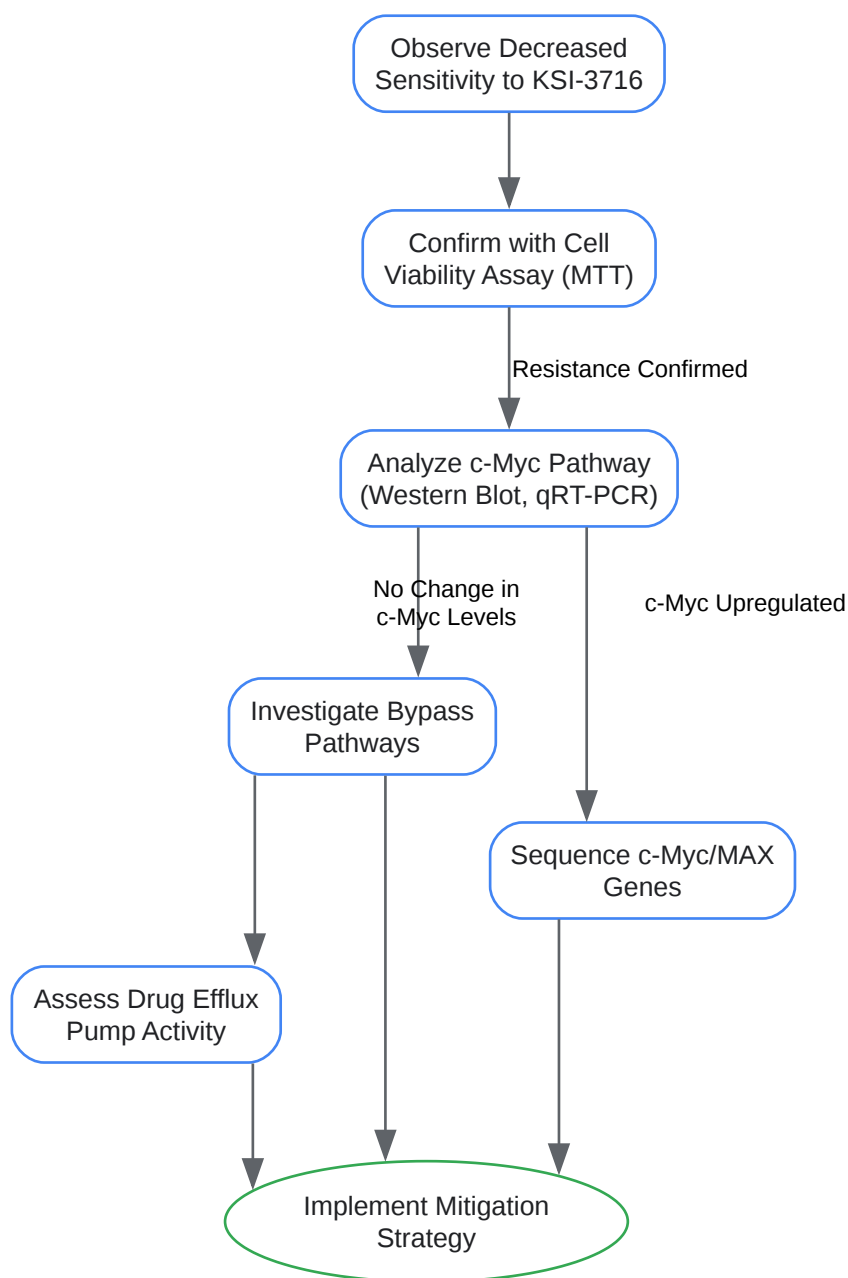 Observe Decreased
Sensitivity to KSI-3716
Confirm with Cell
Viability Assay (MTT)
Resistance Confirmed
Analyze c-Myc Pathway
(Western Blot, qRT-PCR)
No Change in
c-Myc Levels
c-Myc Upregulated
Investigate Bypass
Pathways
Sequence c-Myc/MAX
Genes
Assess Drug Efflux
Pump Activity
Implement Mitigation
Strategy